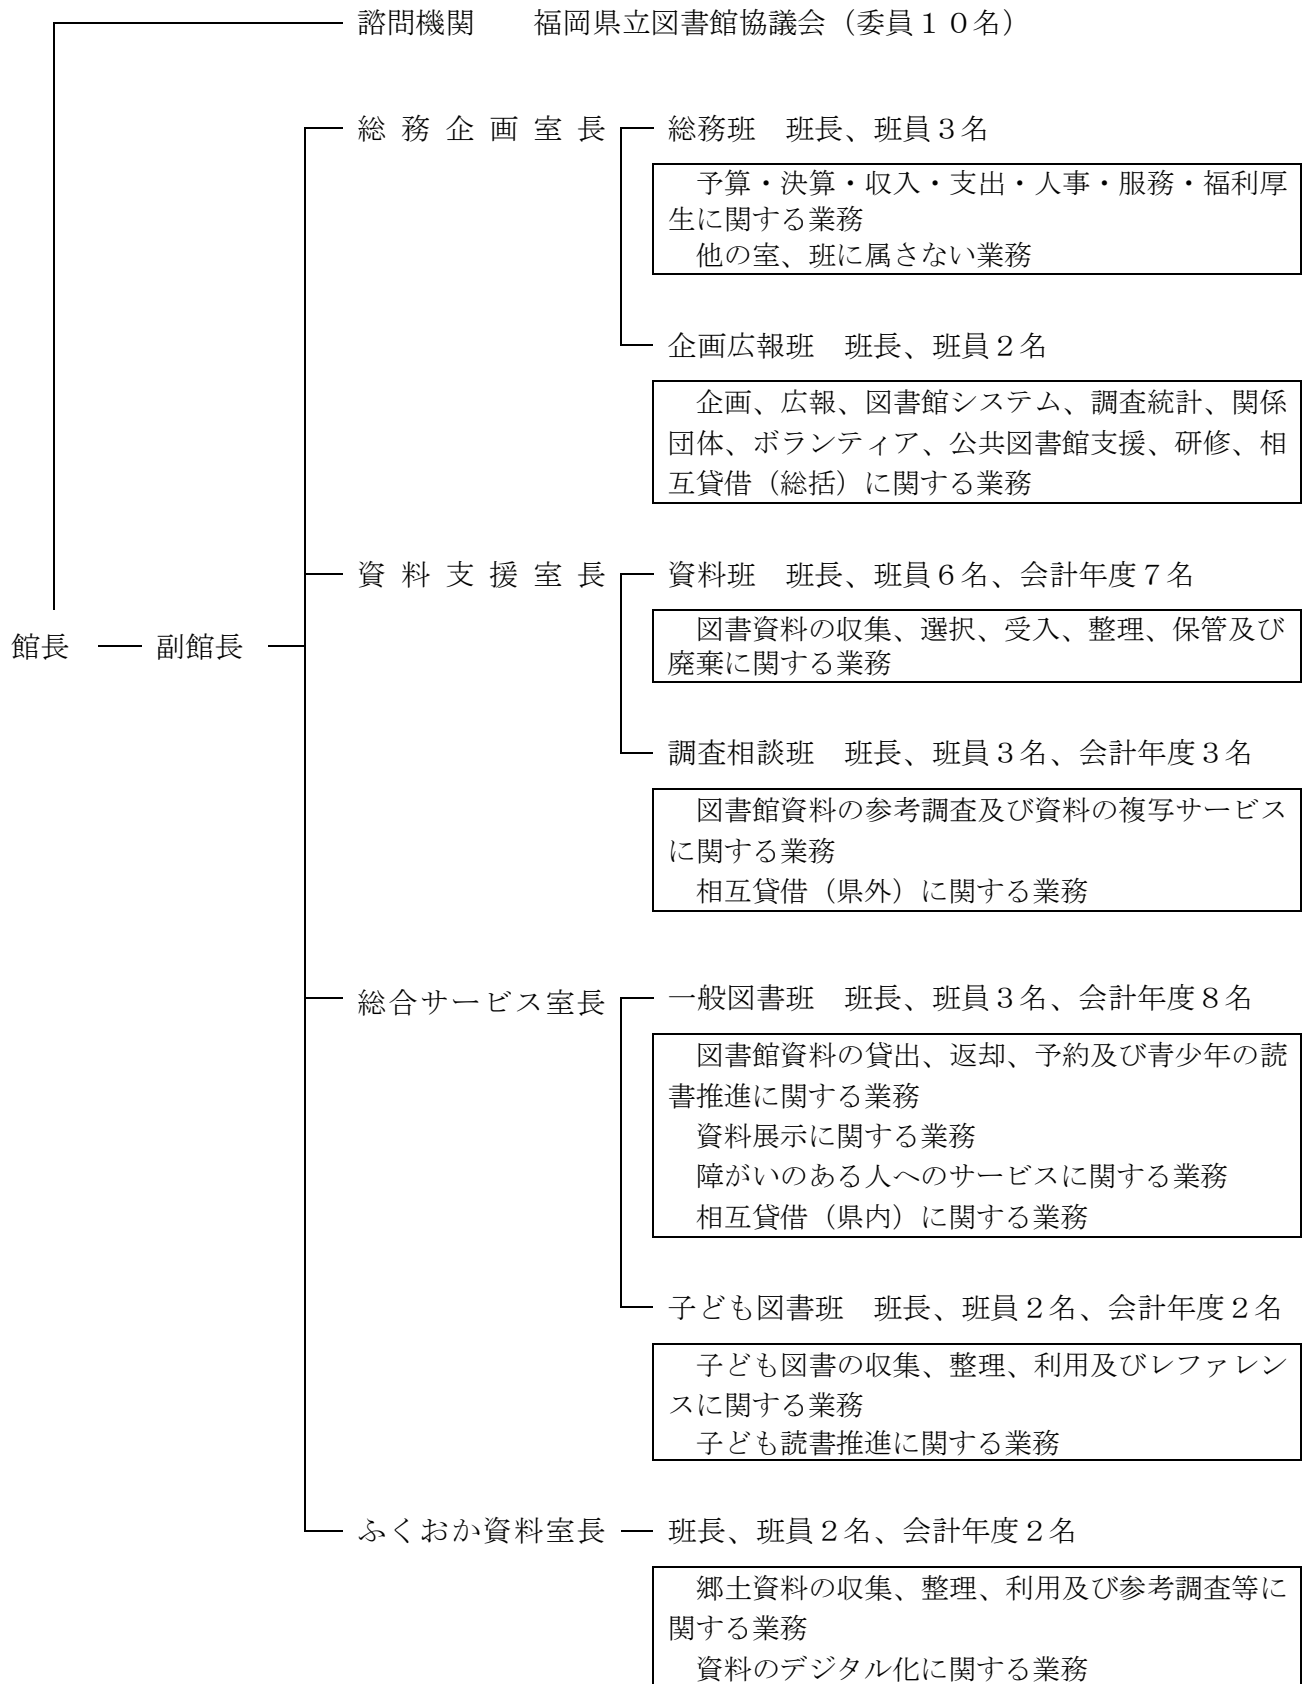 諮問機関　　福岡県立図書館協議会（委員１０名）
総務企画室長　総務班　班長、班員３名
予算・決算・収入・支出・人事・服務・福利厚
生に関する業務
他の室、班に属さない業務
企画広報班　班長、班員２名
企画、広報、図書館システム、調査統計、関係
団体、ボランティア、公共図書館支援、研修、相
互貸借（総括）に関する業務
資料支援室長　資料班　班長、班員６名、会計年度７名
図書資料の収集、選択、受入、整理、保管及び
館長　副館長
廃棄に関する業務
調査相談班　班長、班員３名、会計年度３名
図書館資料の参考調査及び資料の複写サービス
に関する業務
相互貸借（県外）に関する業務
総合サービス室長　一般図書班　班長、班員３名、会計年度８名
図書館資料の貸出、返却、予約及び青少年の読
書推進に関する業務
資料展示に関する業務
障がいのある人へのサービスに関する業務
相互貸借（県内）に関する業務
子ども図書班　班長、班員２名、会計年度２名
子ども図書の収集、整理、利用及びレファレン
スに関する業務
子ども読書推進に関する業務
ふくおか資料室長　班長、班員２名、会計年度２名
郷土資料の収集、整理、利用及び参考調査等に
関する業務
資料のデジタル化に関する業務